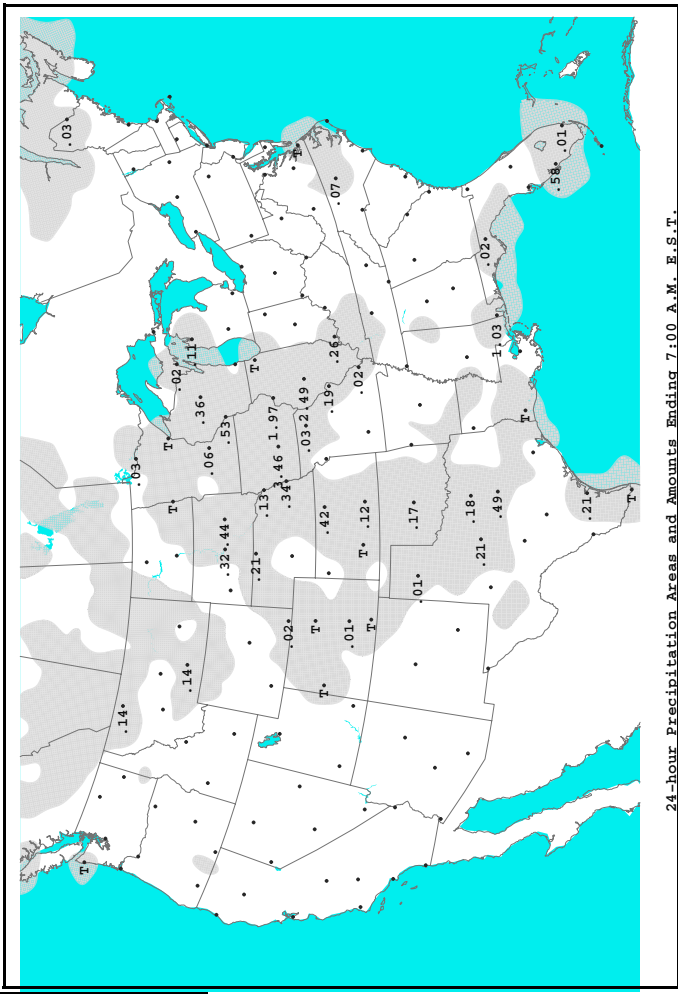 .03
T
.14
.03
T
T
.02
.14
.11
.36
.06
.32 .44 .53
T
.21
.13
1.97
3.46
.34
.02
T
.03 2.49
T
T
.42
.19
.26
.07
.01
.02
T
.12
T
.17
.01
.18
.21
.02
1.03
.49
T
.58
.01
.21
T
24-hour Precipitation Areas and Amounts Ending 7:00 A.M. E.S.T.